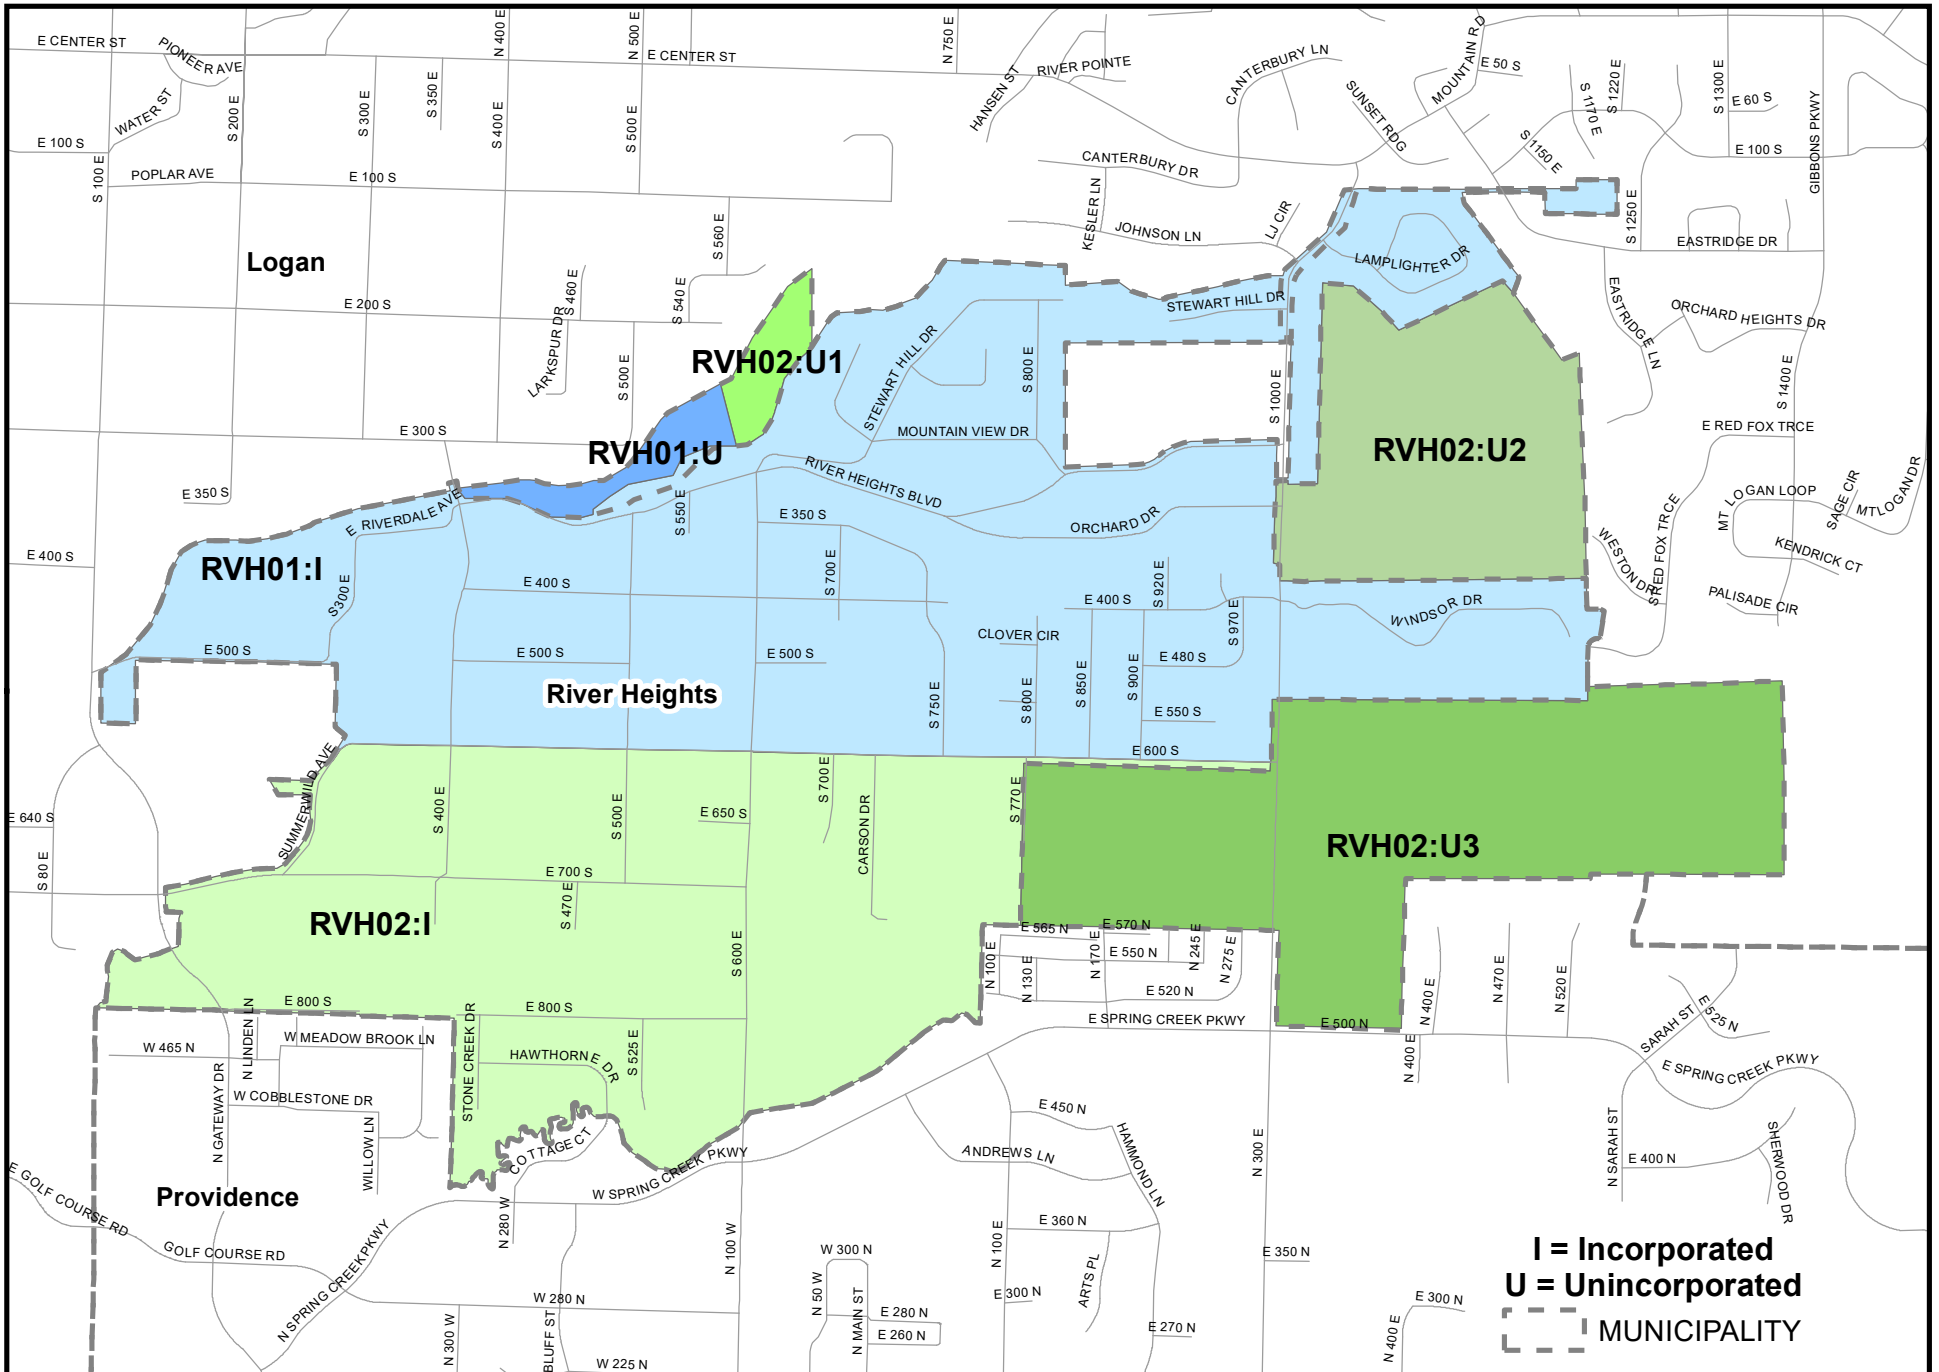 E CENTER ST
PIONEER AVE
N 400 E
N 500 E
E CENTER ST
N 750 E
HANSEN ST
RIVER POINTE
CANTERBURY LN
MOUNTAIN RD
E 50 S
S 1220 E
S 1170 E
S 1300 E
E 60 S
GIBBONS PKWY
WATER ST
S 200 E
S 300 E
S 350 E
S 400 E
S 500 E
SUNSET RDG
S 1150 E
E 100 S
E 100 S
S 100 E
POPLAR AVE
E 100 S
CANTERBURY DR
KESLER LN
JOHNSON LN
LJ CIR
S 1250 E
EASTRIDGE DR
Logan
S 560 E
S 540 E
S 460 E
LARKSPUR DR
E 200 S
S 500 E
LAMPLIGHTER DR
STEWART HILL DR
EASTRIDGE LN
ORCHARD HEIGHTS DR
RVH02:U1
STEWART HILL DR
S 800 E
S 1000 E
S 1400 E
E 300 S
RVH01:U
MOUNTAIN VIEW DR
RVH02:U2
E RED FOX TRCE
E 350 S
E RIVERDALE AVE
S 550 E
RIVER HEIGHTS BLVD
E 350 S
ORCHARD DR
MT LOGAN LOOP
SAGE CIR
MT LOGAN DR
E 400 S
RVH01:I
S 300 E
E 400 S
S 700 E
E 400 S
S 920 E
S 970 E
WINDSOR DR
WESTON DR
S RED FOX TRCE
KENDRICK CT
PALISADE CIR
E 500 S
E 500 S
E 500 S
CLOVER CIR
S 850 E
S 900 E
E 480 S
River Heights
S 750 E
S 800 E
E 550 S
E 600 S
SUMMERWILD AVE
E 640 S
S 80 E
S 400 E
S 500 E
E 650 S
S 700 E
CARSON DR
S 770 E
RVH02:U3
E 700 S
S 470 E
RVH02:I
S 600 E
E 565 N
E 570 N
N 100 E
N 130 E
N 170 E
E 550 N
N 245 E
N 275 E
E 520 N
N 400 E
N 470 E
N 520 E
E 800 S
E 800 S
E SPRING CREEK PKWY
E 500 N
SARAH ST
E 525 N
N LINDEN LN
W MEADOW BROOK LN
W 465 N
N GATEWAY DR
W COBBLESTONE DR
WILLOW LN
STONE CREEK DR
HAWTHORNE DR
S 525 E
N 400 E
E SPRING CREEK PKWY
COTTAGE CT
E 450 N
ANDREWS LN
HAMMOND LN
N 300 E
N SARAH ST
E 400 N
SHERWOOD DR
E GOLF COURSE RD
Providence
W SPRING CREEK PKWY
N 280 W
GOLF COURSE RD
N SPRING CREEK PKWY
N 100 W
W 300 N
N 100 E
E 360 N
ARTS PL
E 350 N
I = Incorporated
U = Unincorporated
MUNICIPALITY
W 280 N
N 300 W
BLUFF ST
W 225 N
N 50 W
N MAIN ST
E 280 N
E 260 N
E 300 N
E 270 N
N 400 E
E 300 N